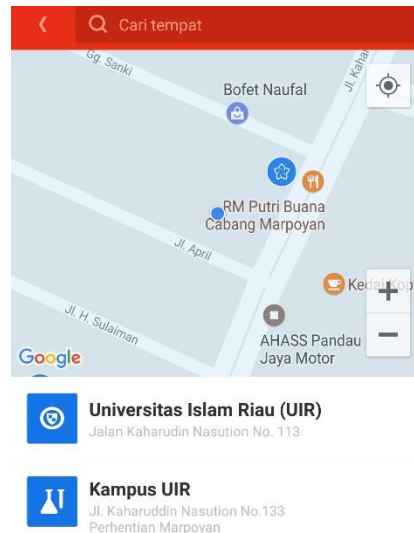 Cari tempat
Gg. Sanki
Jl. Kahar
Bofet Naufal
RM Putri Buana
Cabang Marpoyan
Jl. April
Kedai Kop
Jl. H. Sulaiman
AHASS Pandau
Jaya Motor
Google
Universitas Islam Riau (UIR)
Jalan Kaharudin Nasution No. 113
Kampus UIR
Jl. Kaharuddin Nasution No.133
Perhentian Marpoyan